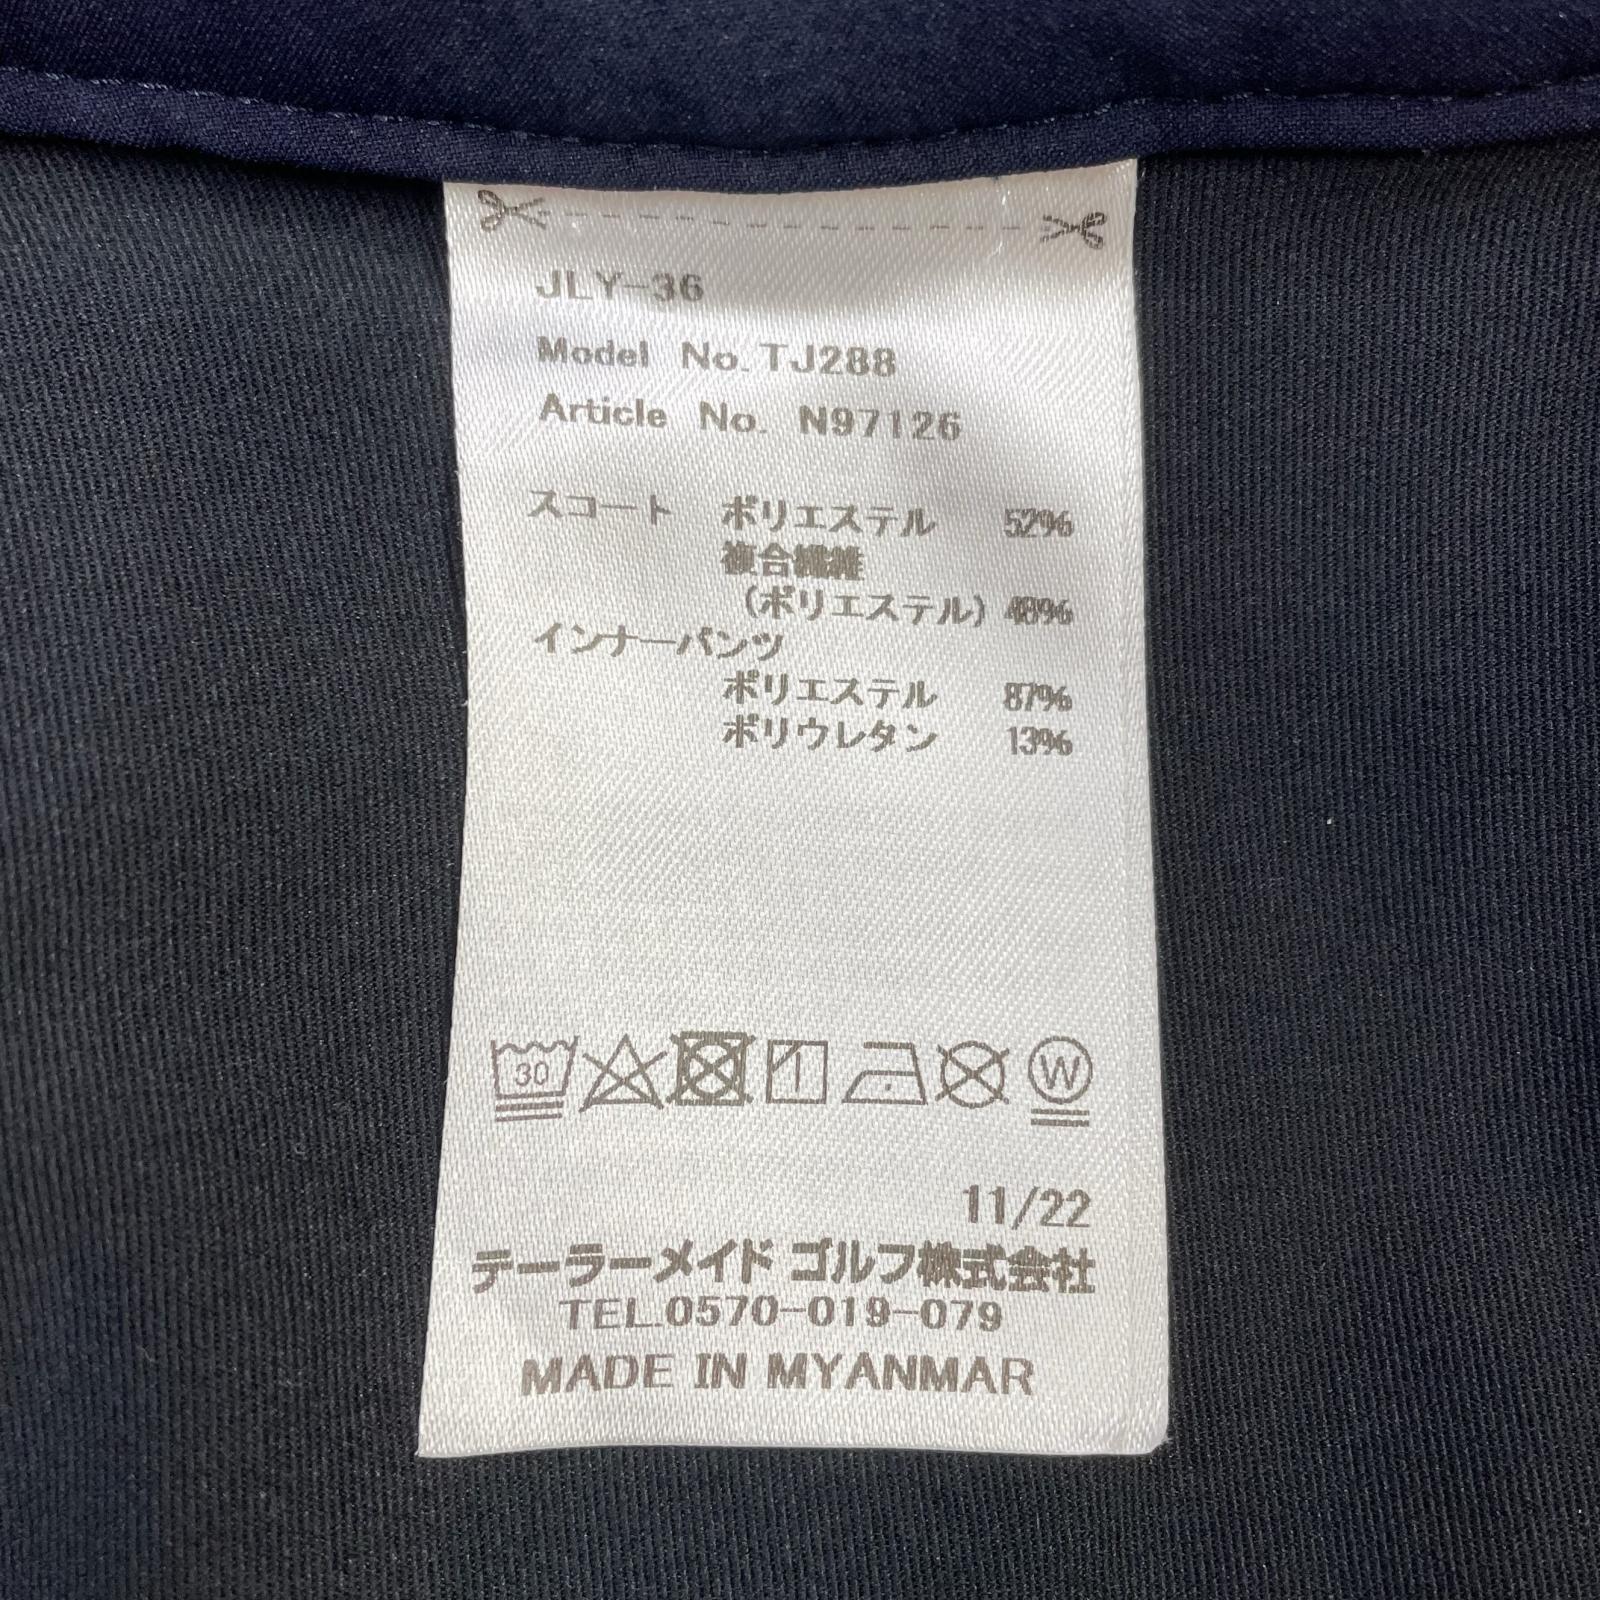 JLY-36
Model No.TJ288
Article No. N97126
スコート ポリエステル 52%
複合繊維
(ポリエステル) 48%
インナーパンツ
ポリエステル 87%
ポリウレタン 13%
30 W
11/22
テーラーメイド ゴルフ株式会社
TEL.0570-019-079
MADE IN MYANMAR